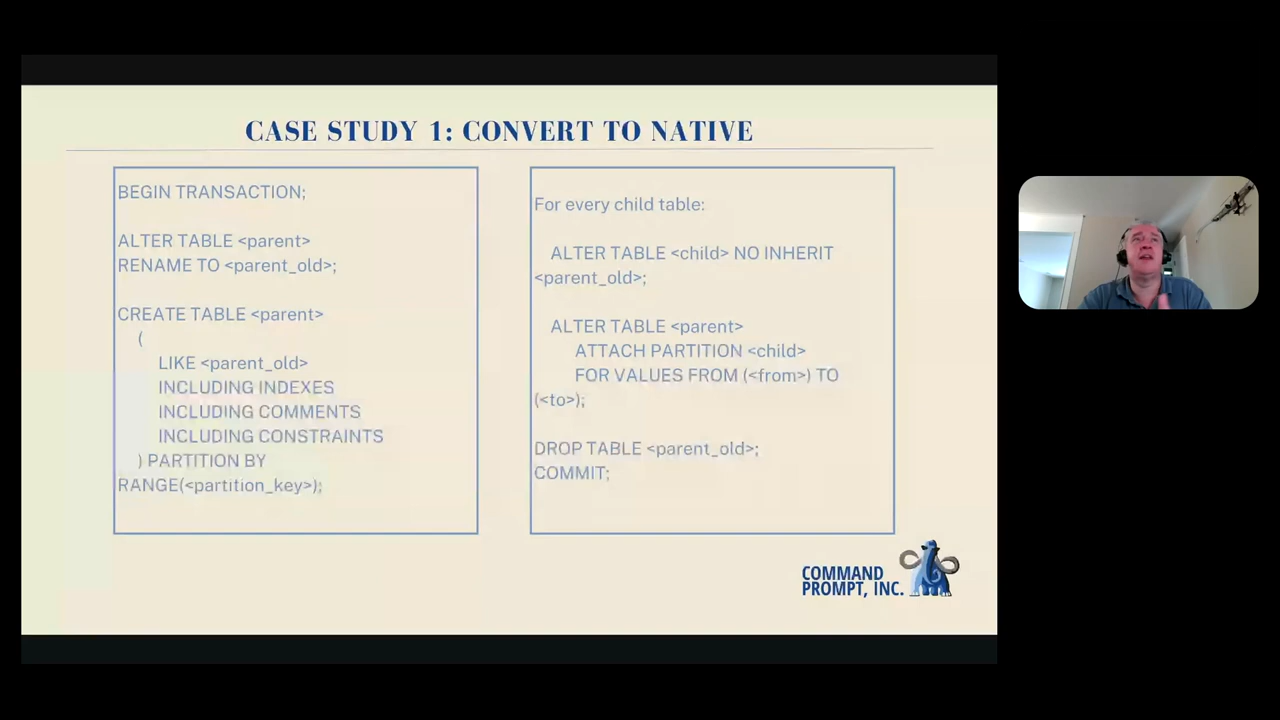 CASE STUDY 1: CONVERT TO NATIVE
BEGIN TRANSACTION;
ALTER TABLE <parent>
RENAME TO <parent_old>;
CREATE TABLE <parent>
(
LIKE <parent_old>
INCLUDING INDEXES
INCLUDING COMMENTS
INCLUDING CONSTRAINTS
) PARTITION BY
RANGE(<partition_key>);
For every child table:
ALTER TABLE <child> NO INHERIT
<parent_old>;
ALTER TABLE <parent>
ATTACH PARTITION <child>
FOR VALUES FROM (<from>) TO
(<to>);
DROP TABLE <parent_old>;
COMMIT;
COMMAND
PROMPT, INC.